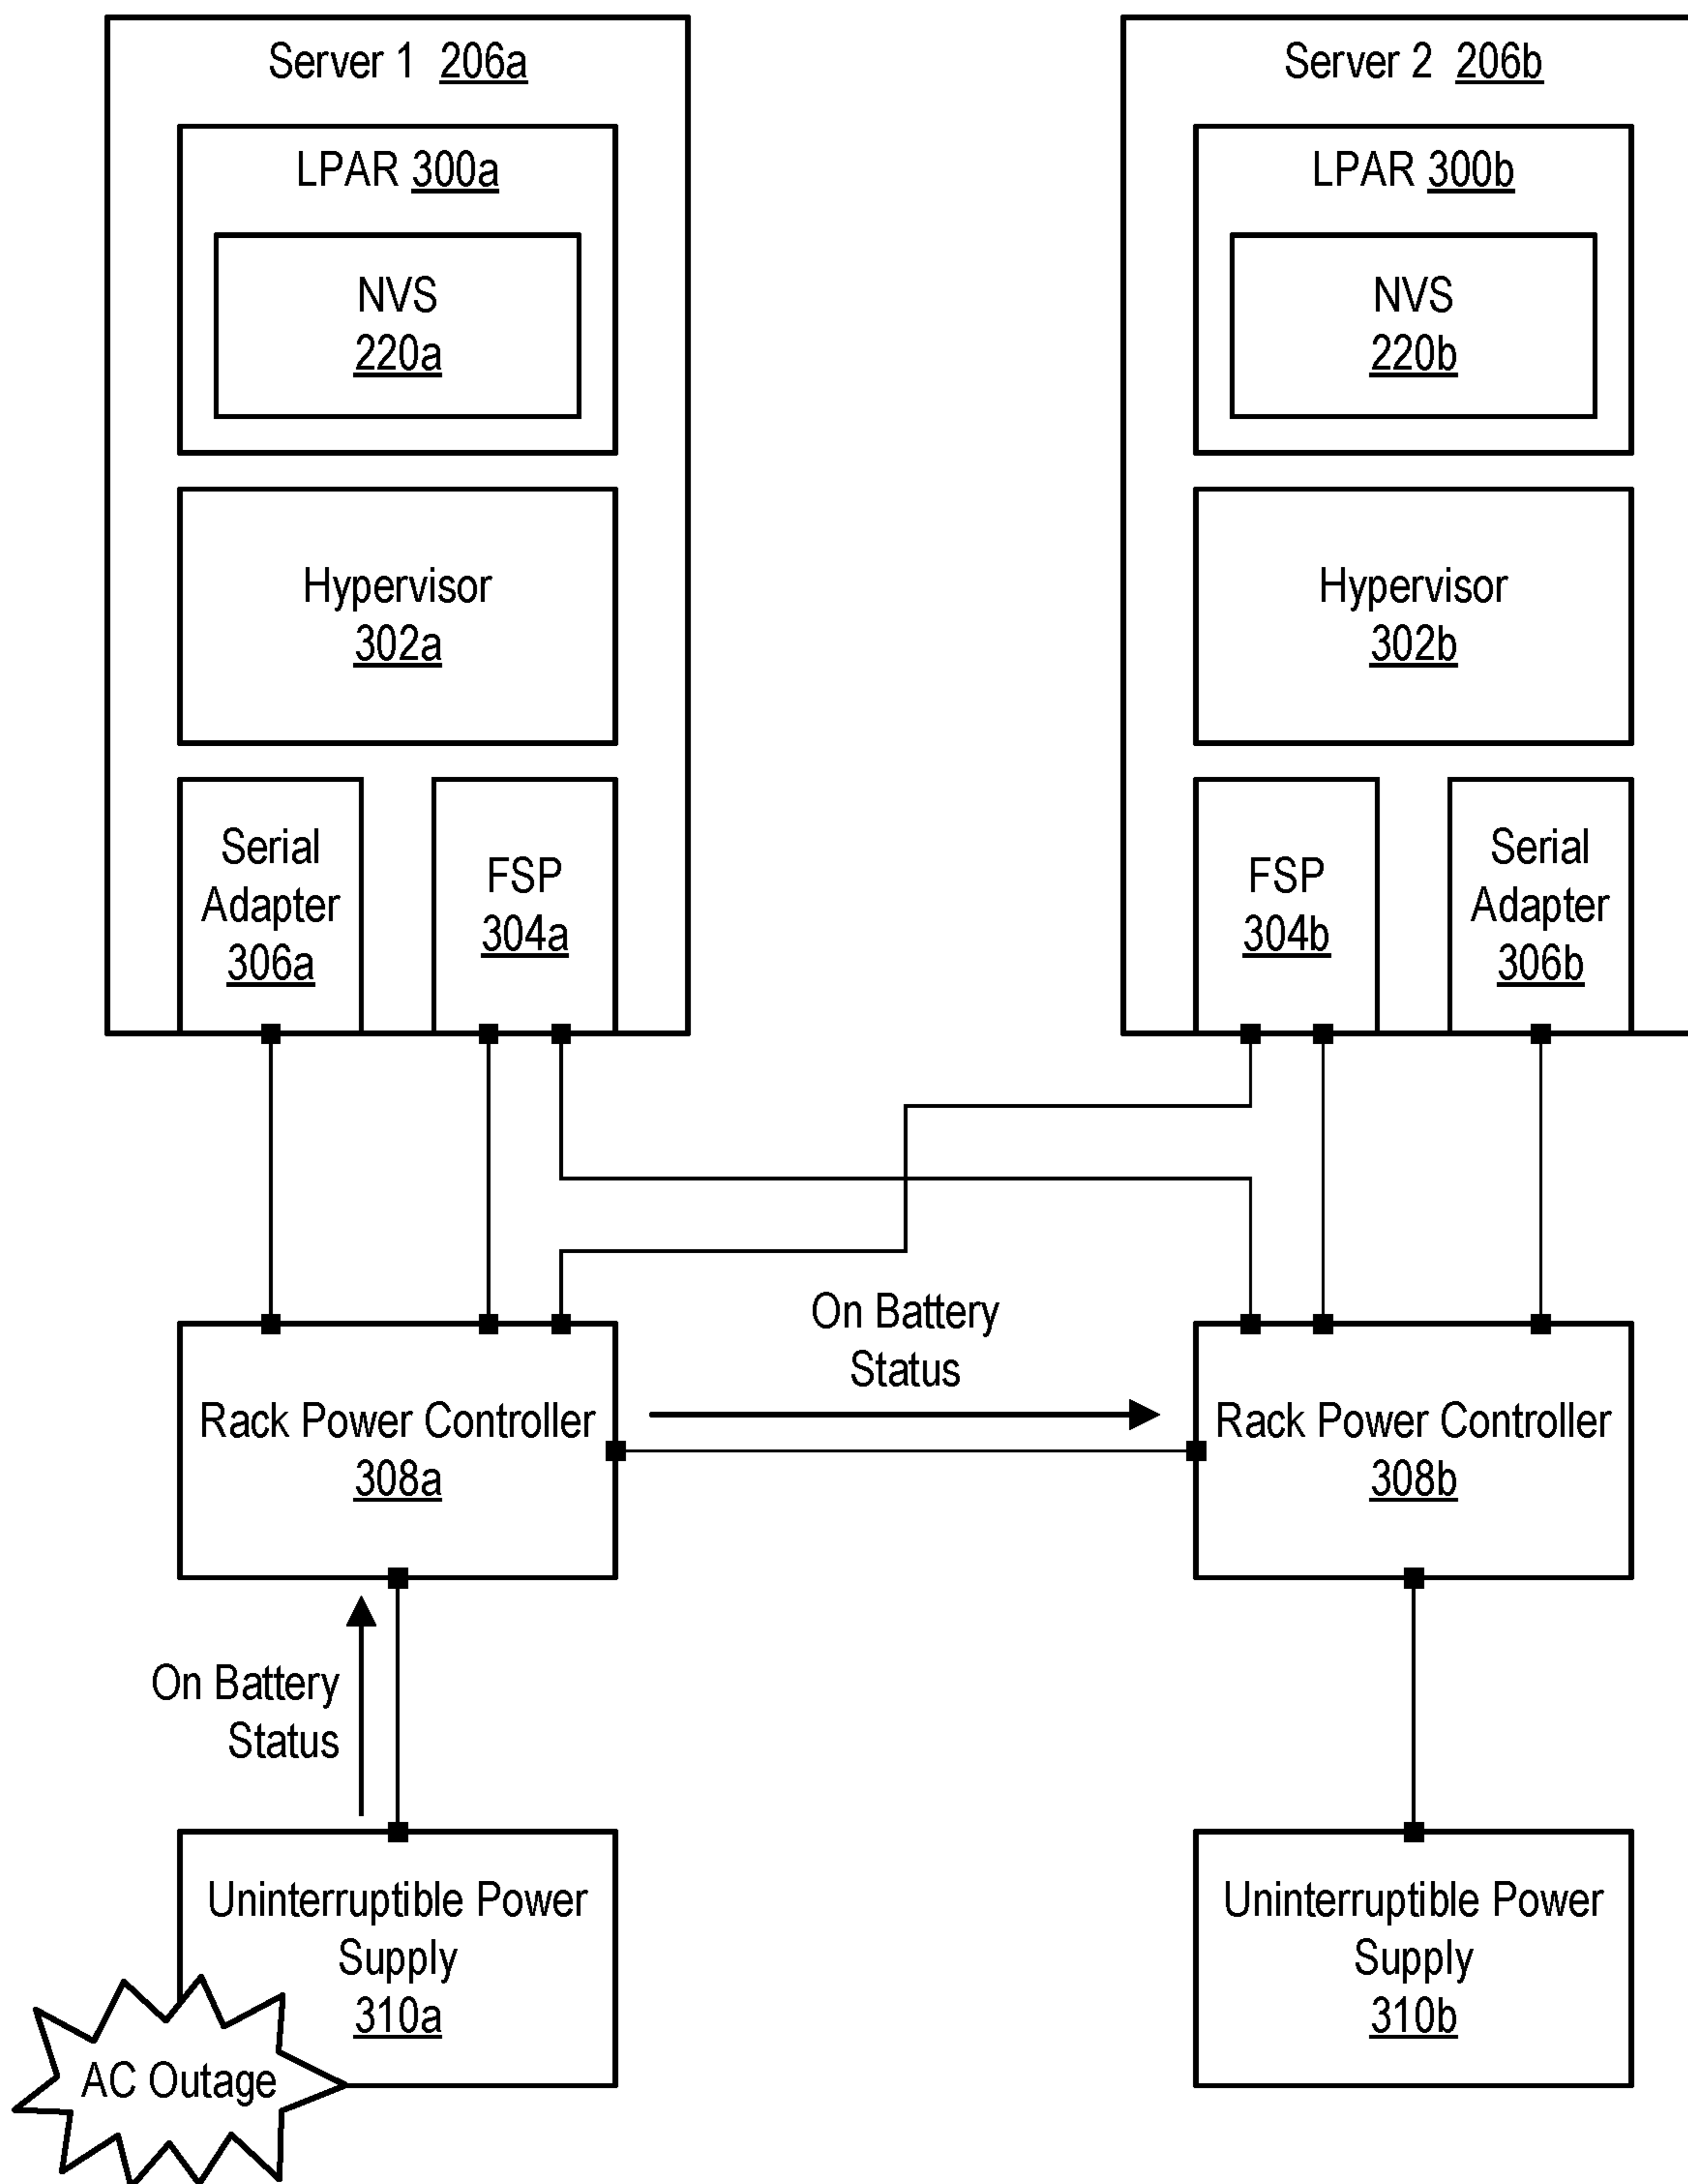 Server 1 206a
LPAR 300a
NVS
220a
Hypervisor
302a
Serial
Adapter
306a
FSP
304a
Server 2 206b
LPAR 300b
NVS
220b
Hypervisor
302b
FSP
304b
Serial
Adapter
306b
Rack Power Controller
308a
On Battery
Status
Rack Power Controller
308b
On Battery
Status
Uninterruptible Power
Supply
310a
AC Outage
Uninterruptible Power
Supply
310b